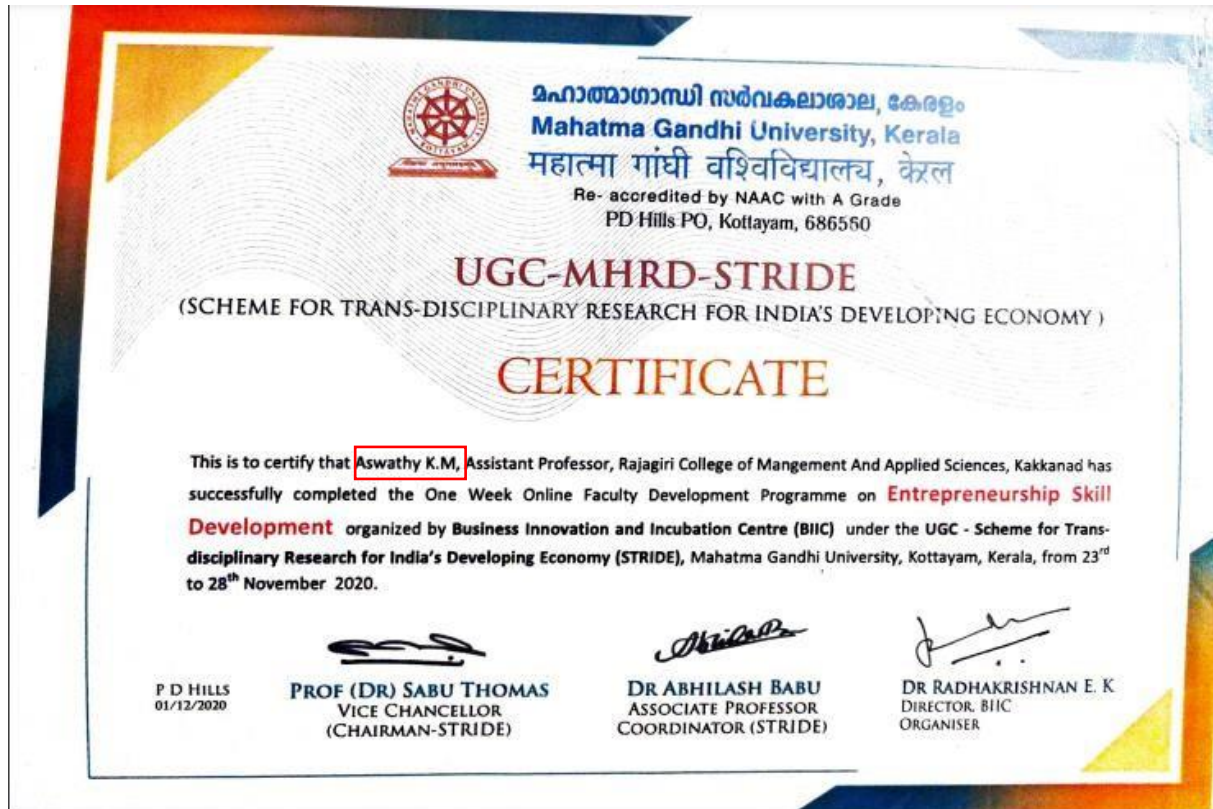 മഹാത്മാഗാന്ധി സർവകലാശാല, കേരളം
Mahatma Gandhi University, Kerala
महात्मा गांधी वश्विविद्यालय, केरल
Re- accredited by NAAC with A Grade
PD Hills PO, Kottayam, 686560
UGC-MHRD-STRIDE
(SCHEME FOR TRANS-DISCIPLINARY RESEARCH FOR INDIA'S DEVELOPING ECONOMY )
CERTIFICATE
This is to certify that Aswathy K.M, Assistant Professor, Rajagiri College of Mangement And Applied Sciences, Kakkanad has
successfully completed the One Week Online Faculty Development Programme on Entrepreneurship Skill
Development organized by Business Innovation and Incubation Centre (BIIC) under the UGC - Scheme for Trans-
disciplinary Research for India's Developing Economy (STRIDE), Mahatma Gandhi University, Kottayam, Kerala, from 23rd
to 28th November 2020.
P D HILLS
01/12/2020
PROF (DR) SABU THOMAS
VICE CHANCELLOR
(CHAIRMAN-STRIDE)
DR ABHILASH BABU
ASSOCIATE PROFESSOR
COORDINATOR (STRIDE)
DR RADHAKRISHNAN E. K
DIRECTOR, BIIC
ORGANISER